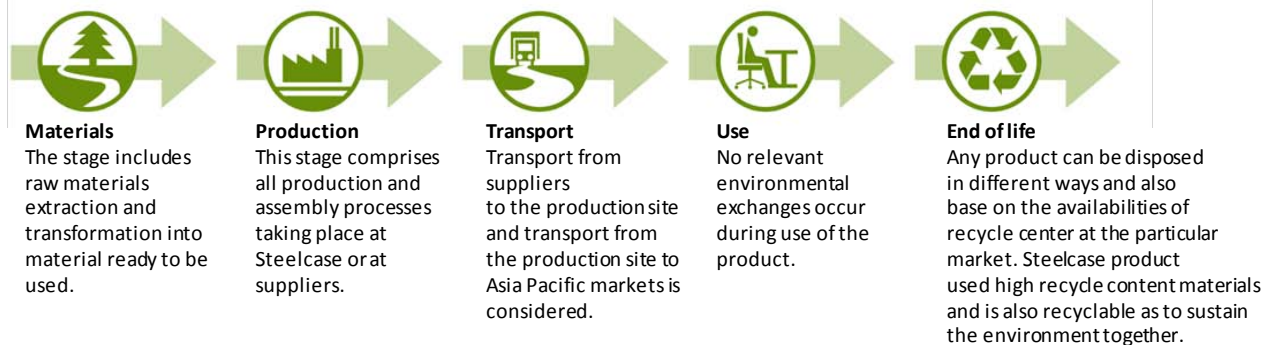 Materials
The stage includes
raw materials
extraction and
transformation into
material ready to be
used.
Production
This stage comprises
all production and
assembly processes
taking place at
Steelcase or at
suppliers.
Transport
Transport from
suppliers
to the production site
and transport from
the production site to
Asia Pacific markets is
considered.
Use
No relevant
environmental
exchanges occur
during use of the
product.
End of life
Any product can be disposed
in different ways and also
base on the availabilities of
recycle center at the particular
market. Steelcase product
used high recycle content materials
and is also recyclable as to sustain
the environment together.